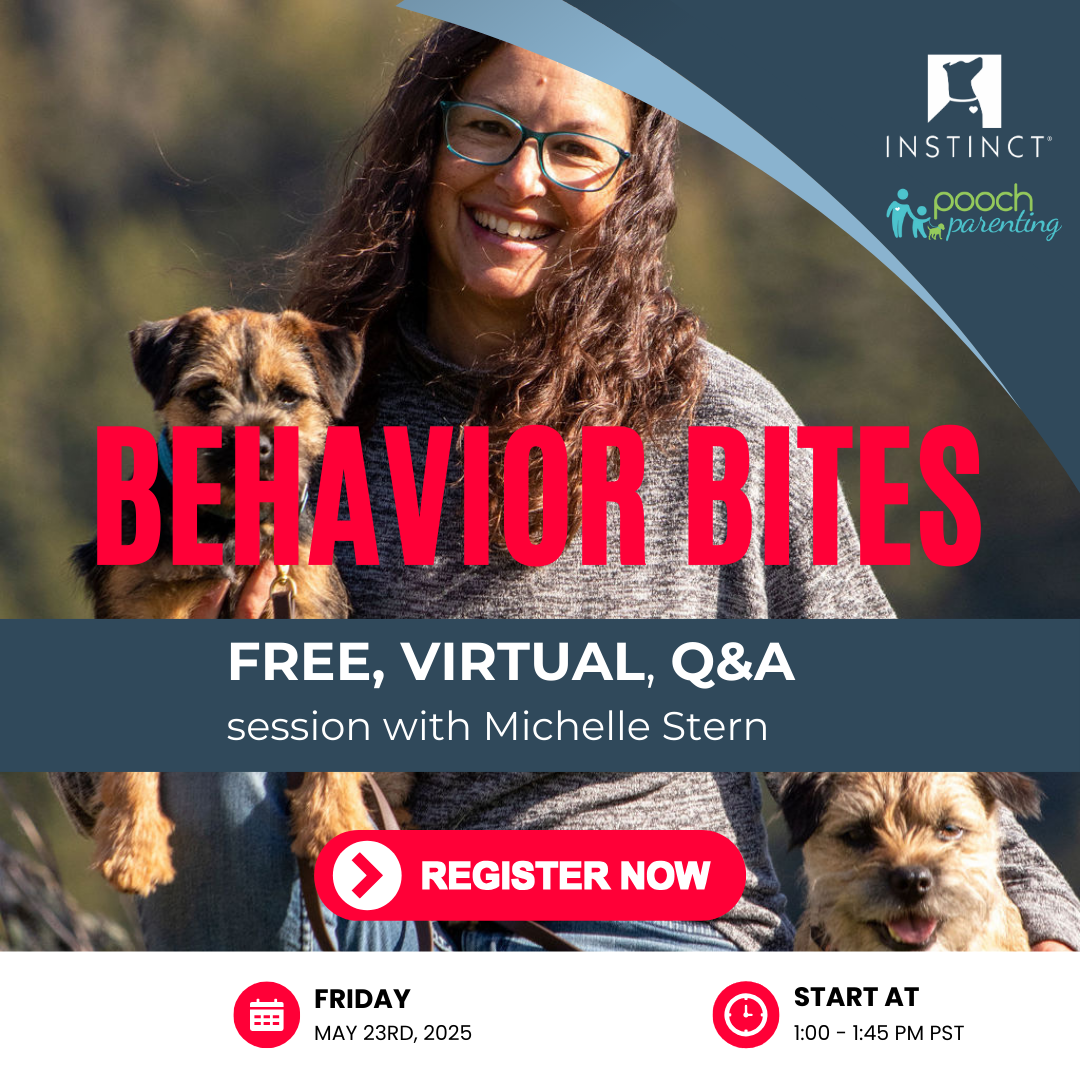 INSTINCT®
pooch
parenting
BEHAVIOR BITES
FREE, VIRTUAL, Q&A
session with Michelle Stern
REGISTER NOW
FRIDAY
MAY 23RD, 2025
START AT
1:00 - 1:45 PM PST